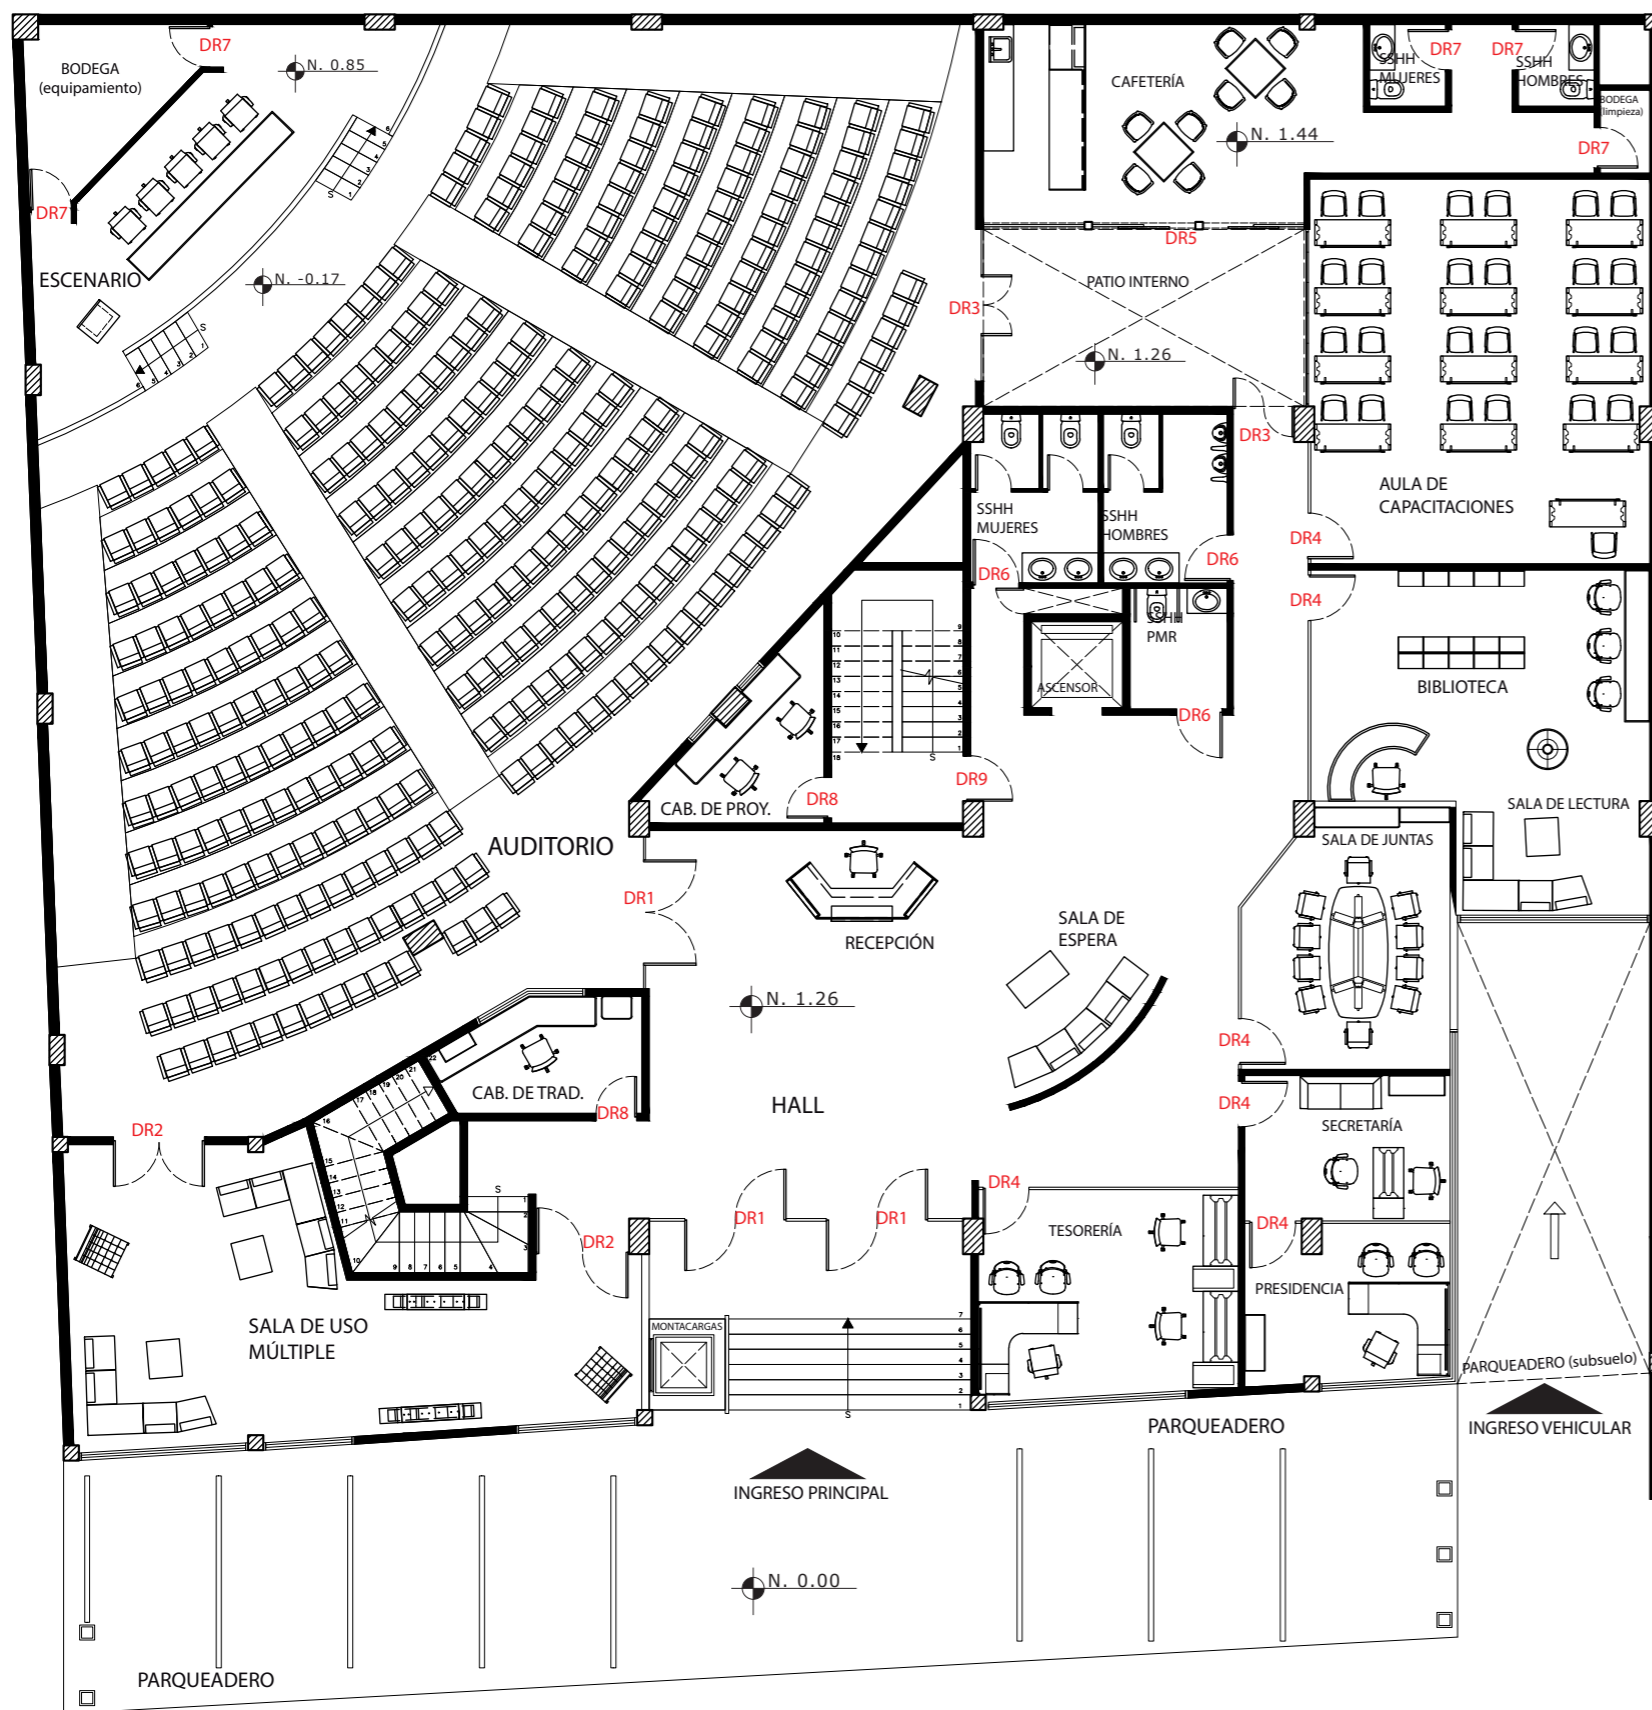 DR7
BODEGA
(equipamiento)
N. 0.85
CAFETERÍA
SSHH
MUJERES
DR7
DR7
SSHH
HOMBRES
BODEGA
(limpieza)
N. 1.44
DR7
DR7
ESCENARIO
N. -0.17
DR5
PATIO INTERNO
DR3
N. 1.26
DR3
AULA DE
CAPACITACIONES
SSHH
MUJERES
SSHH
HOMBRES
DR4
DR6
DR6
DR4
SSHH
PMR
ASCENSOR
DR6
BIBLIOTECA
DR9
DR8
CAB. DE PROY.
SALA DE LECTURA
AUDITORIO
SALA DE JUNTAS
DR1
RECEPCIÓN
SALA DE
ESPERA
N. 1.26
DR4
CAB. DE TRAD.
DR8
HALL
DR4
SECRETARÍA
DR2
DR4
DR1
DR1
DR2
TESORERÍA
DR4
PRESIDENCIA
SALA DE USO
MÚLTIPLE
MONTACARGAS
PARQUEADERO (subsuelo)
PARQUEADERO
INGRESO VEHICULAR
INGRESO PRINCIPAL
N. 0.00
PARQUEADERO